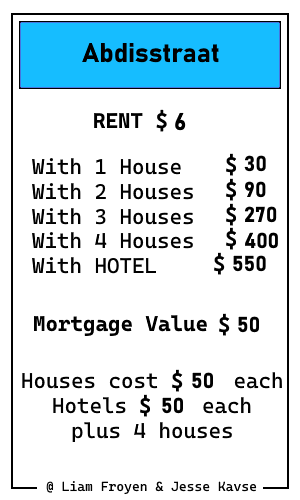 Abdisstraat
RENT $ 6
With 1 House $ 30
With 2 Houses $ 90
With 3 Houses $ 270
With 4 Houses $ 400
With HOTEL $ 550
Mortgage Value $ 50
Houses cost $ 50 each
Hotels $ 50 each
plus 4 houses
@ Liam Froyen & Jesse Kavse